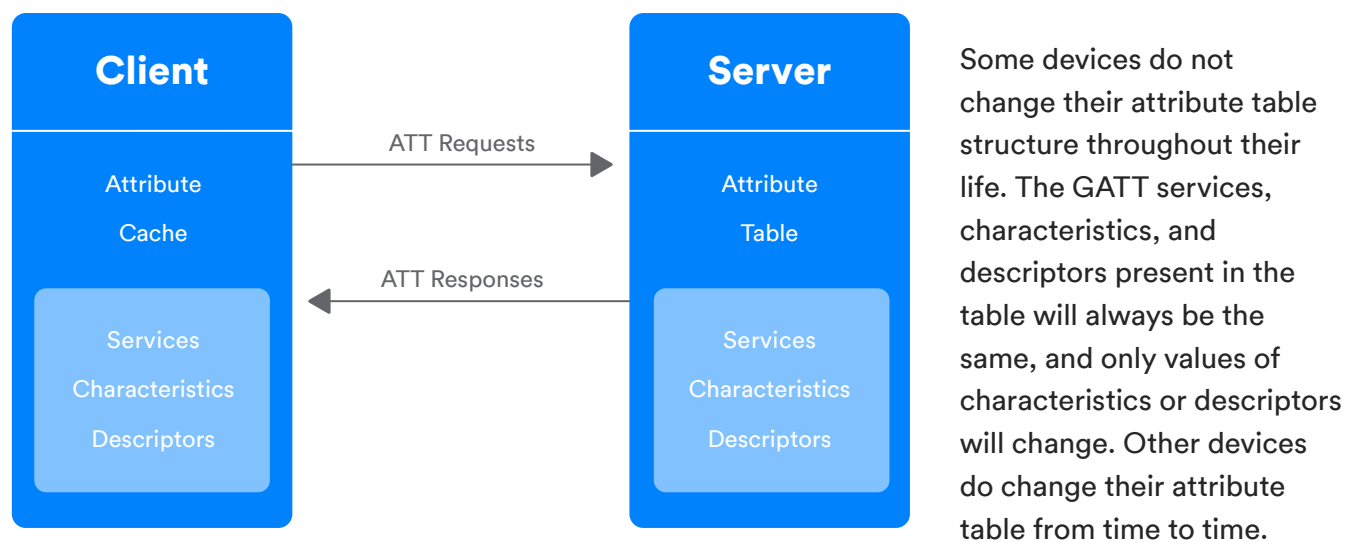 Client
Attribute
Cache
Services
Characteristics
Descriptors
ATT Requests
ATT Responses
Server
Attribute
Table
Services
Characteristics
Descriptors
Some devices do not
change their attribute table
structure throughout their
life. The GATT services,
characteristics, and
descriptors present in the
table will always be the
same, and only values of
characteristics or descriptors
will change. Other devices
do change their attribute
table from time to time.